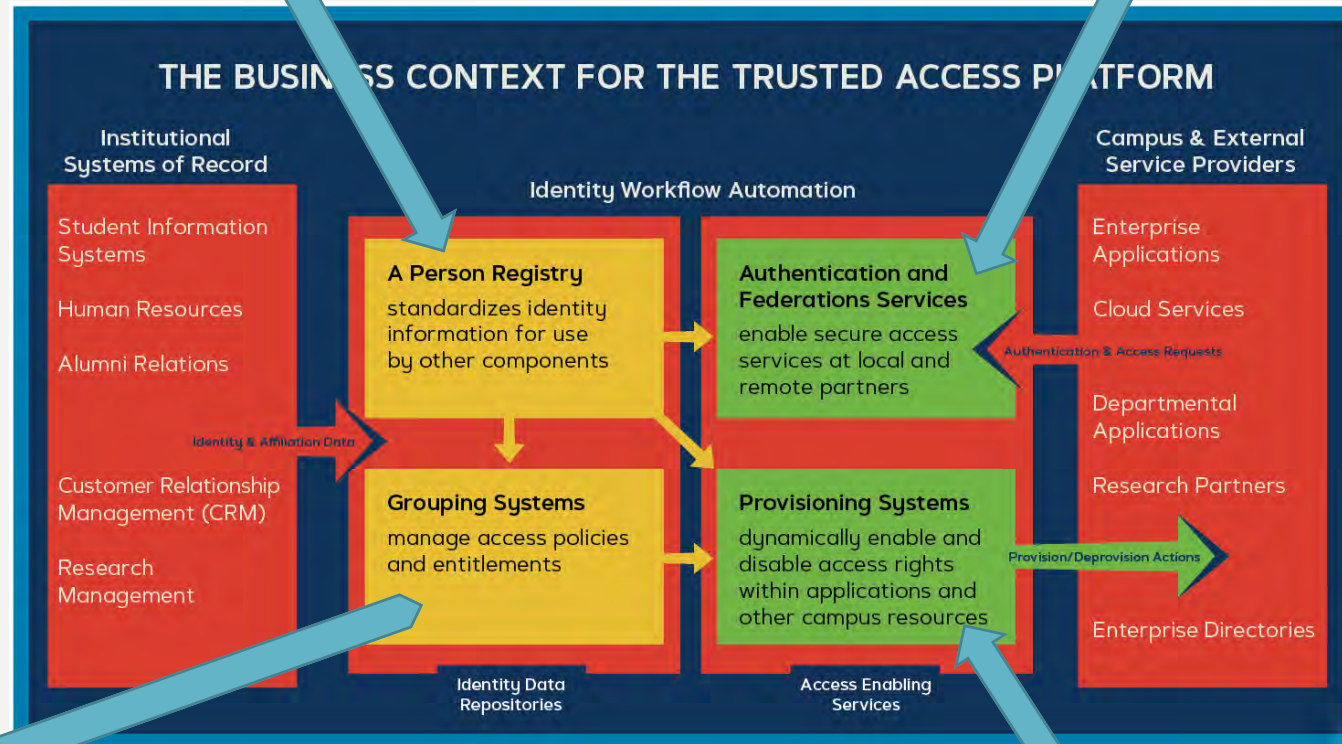 THE BUSINESS CONTEXT FOR THE TRUSTED ACCESS PLATFORM
Institutional
Systems of Record
Student Information
Systems
Human Resources
Alumni Relations
Identity & Affiliation Data
Customer Relationship
Management (CRM)
Research
Management
Identity Workflow Automation
A Person Registry
standardizes identity
information for use
by other components
Grouping Systems
manage access policies
and entitlements
Identity Data
Repositories
Authentication and
Federations Services
enable secure access
services at local and
remote partners
Provisioning Systems
dynamically enable and
disable access rights
within applications and
other campus resources
Access Enabling
Services
Campus & External
Service Providers
Enterprise
Applications
Cloud Services
Authentication & Access Requests
Departmental
Applications
Research Partners
Provision/Deprovision Actions
Enterprise Directories